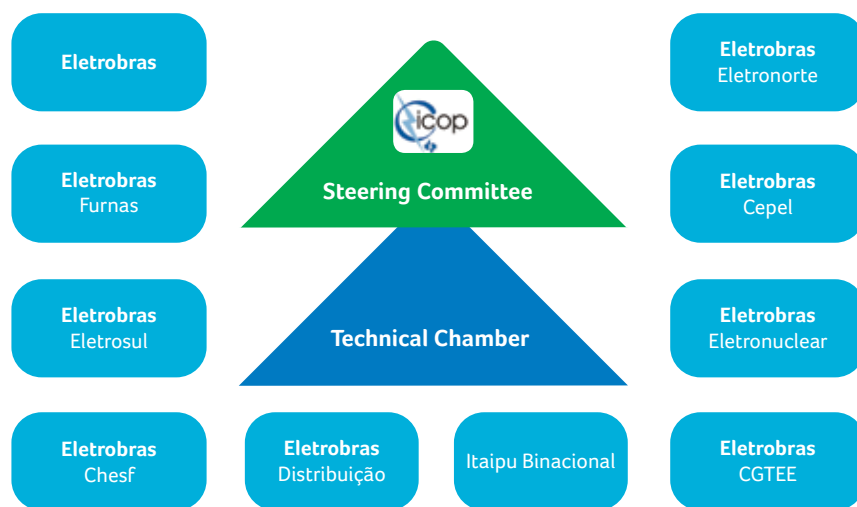 Eletrobras
Eletrobras
Eletronorte
icop
Steering Committee
Eletrobras
Furnas
Eletrobras
Cepel
Eletrobras
Eletrosul
Technical Chamber
Eletrobras
Eletronuclear
Eletrobras
Chesf
Eletrobras
Distribuição
Itaipu Binacional
Eletrobras
CGTEE